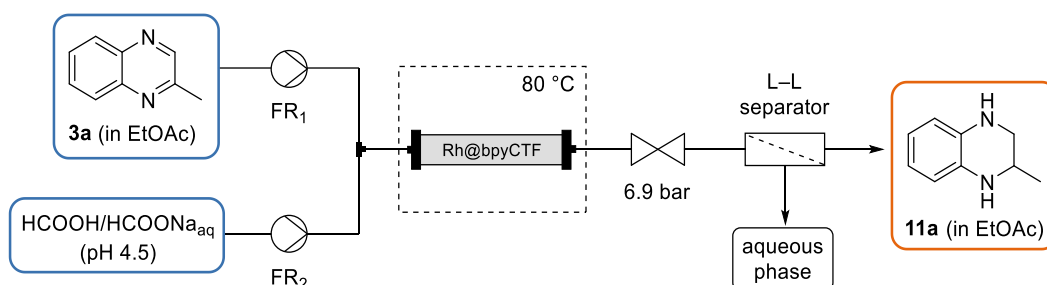 N
N
3a (in EtOAc)
FR₁
HCOOH/HCOONaaq
(pH 4.5)
FR₂
80 °C
Rh@bpyCTF
6.9 bar
L–L
separator
aqueous
phase
H
N
N
H
11a (in EtOAc)